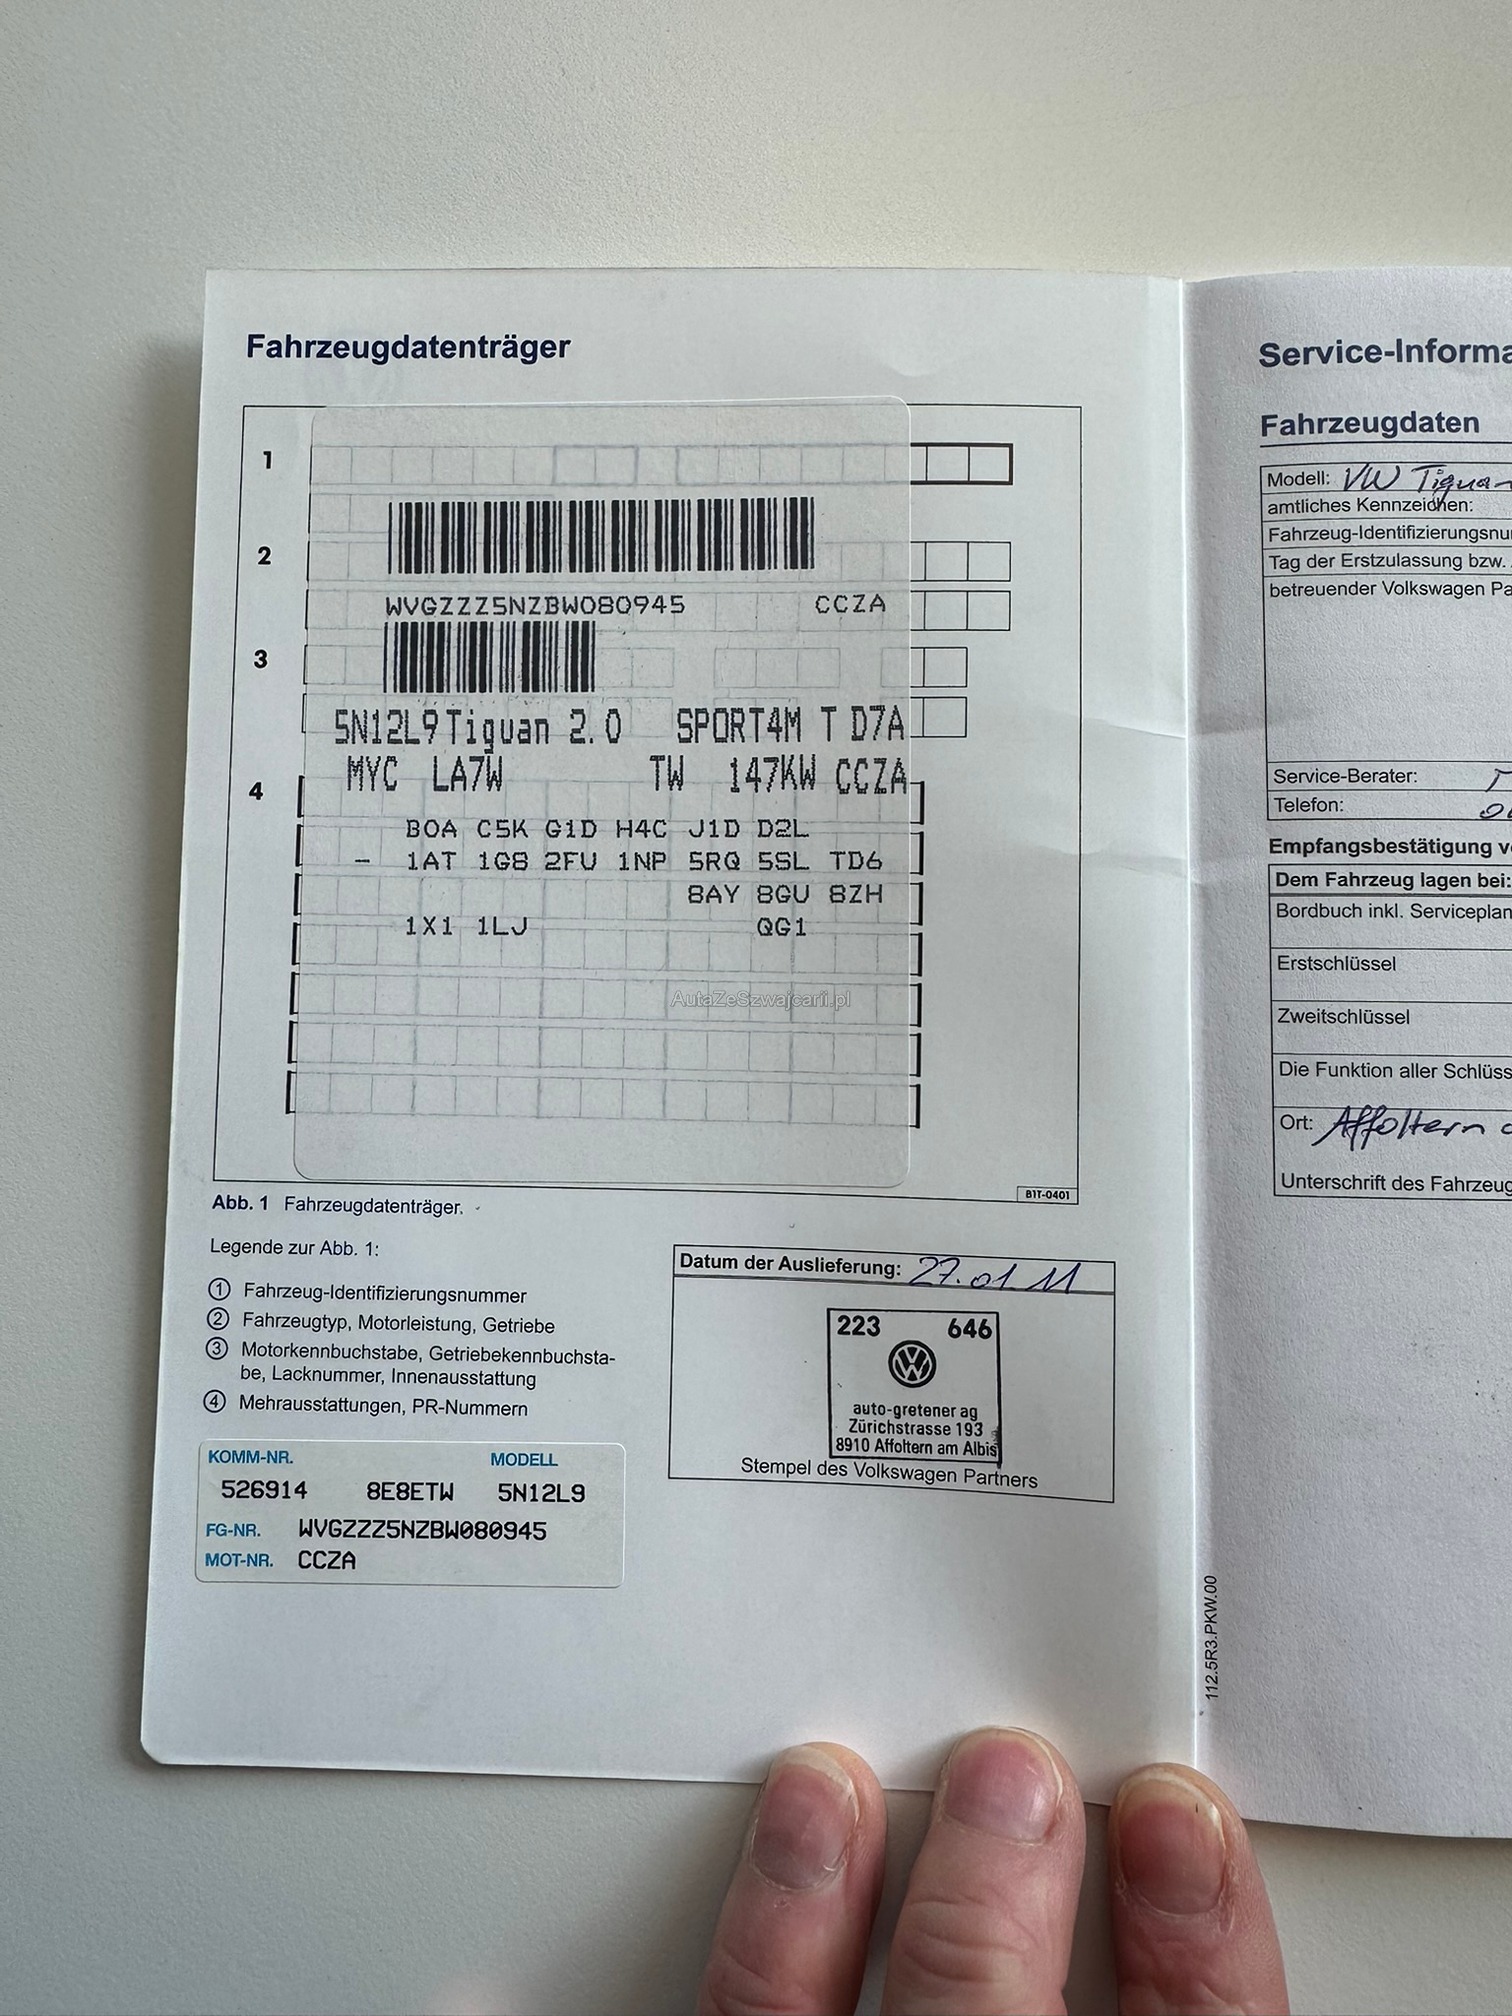 Fahrzeugdatenträger
1
2
WVGZZZ5NZBW080945 CCZA
3
5N12L9 Tiguan 2.0 SPORT4M T D7A
MYC LA7W TW 147KW CCZA
4
B0A C5K G1D H4C J1D D2L
- 1AT 1G8 2FU 1NP 5RQ 5SL TD6
8AY 8GU 8ZH
1X1 1LJ QG1
AutaZeSzwajcarii.pl
B1T-0401
Abb. 1 Fahrzeugdatenträger.
Legende zur Abb. 1:
1 Fahrzeug-Identifizierungsnummer
2 Fahrzeugtyp, Motorleistung, Getriebe
3 Motorkennbuchstabe, Getriebekennbuchsta-
be, Lacknummer, Innenausstattung
4 Mehrausstattungen, PR-Nummern
Datum der Auslieferung: 27.01.11
223 646
auto-gretener ag
Zürichstrasse 193
8910 Affoltern am Albis
Stempel des Volkswagen Partners
KOMM-NR. MODELL
526914 8E8ETW 5N12L9
FG-NR. WVGZZZ5NZBW080945
MOT-NR. CCZA
112.5R3.PKW.00
Service-Informa
Fahrzeugdaten
Modell: VW Tiguan
amtliches Kennzeichen:
Fahrzeug-Identifizierungsnu
Tag der Erstzulassung bzw.
betreuender Volkswagen Pa
Service-Berater:
Telefon:
Empfangsbestätigung v
Dem Fahrzeug lagen bei:
Bordbuch inkl. Serviceplan
Erstschlüssel
Zweitschlüssel
Die Funktion aller Schlüss
Ort: Affoltern
Unterschrift des Fahrzeug